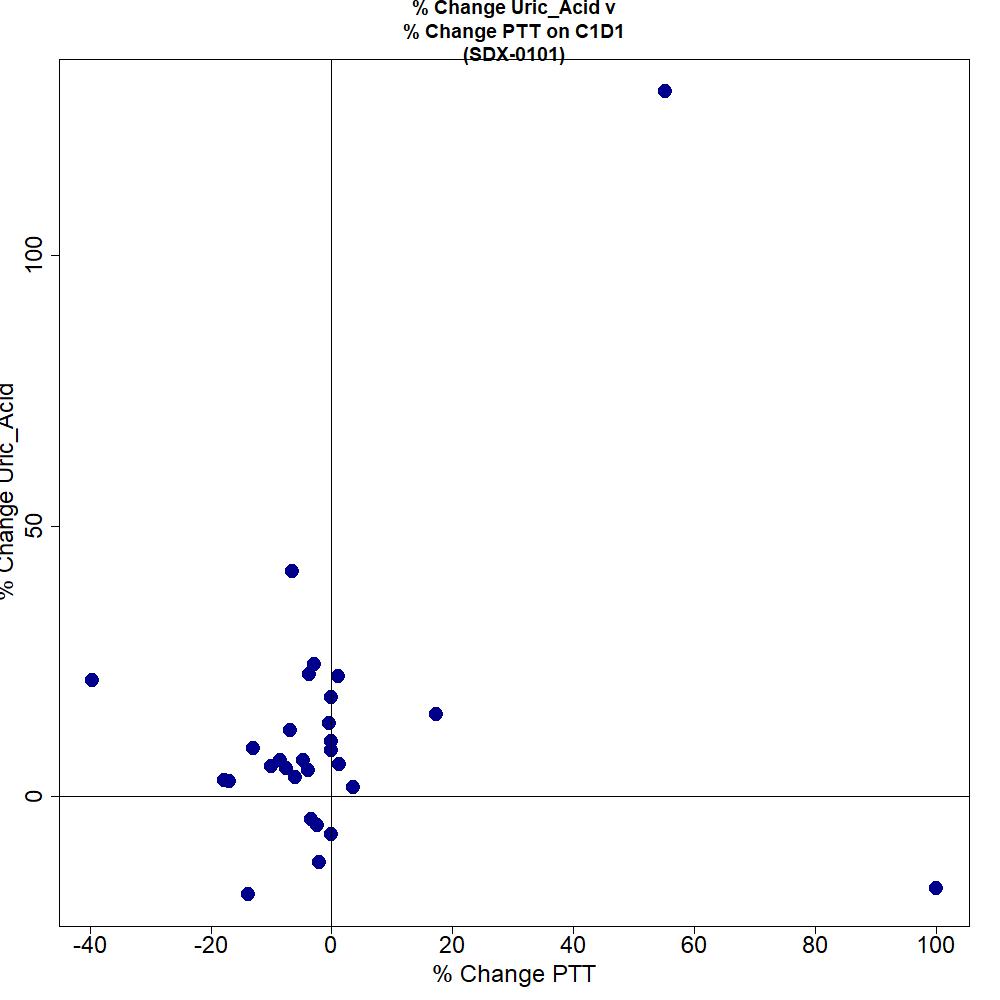 % Change Uric_Acid v
% Change PTT on C1D1
(SDX-0101)
100
50
0
% Change Uric_Acid
-40 -20 0 20 40 60 80 100
% Change PTT